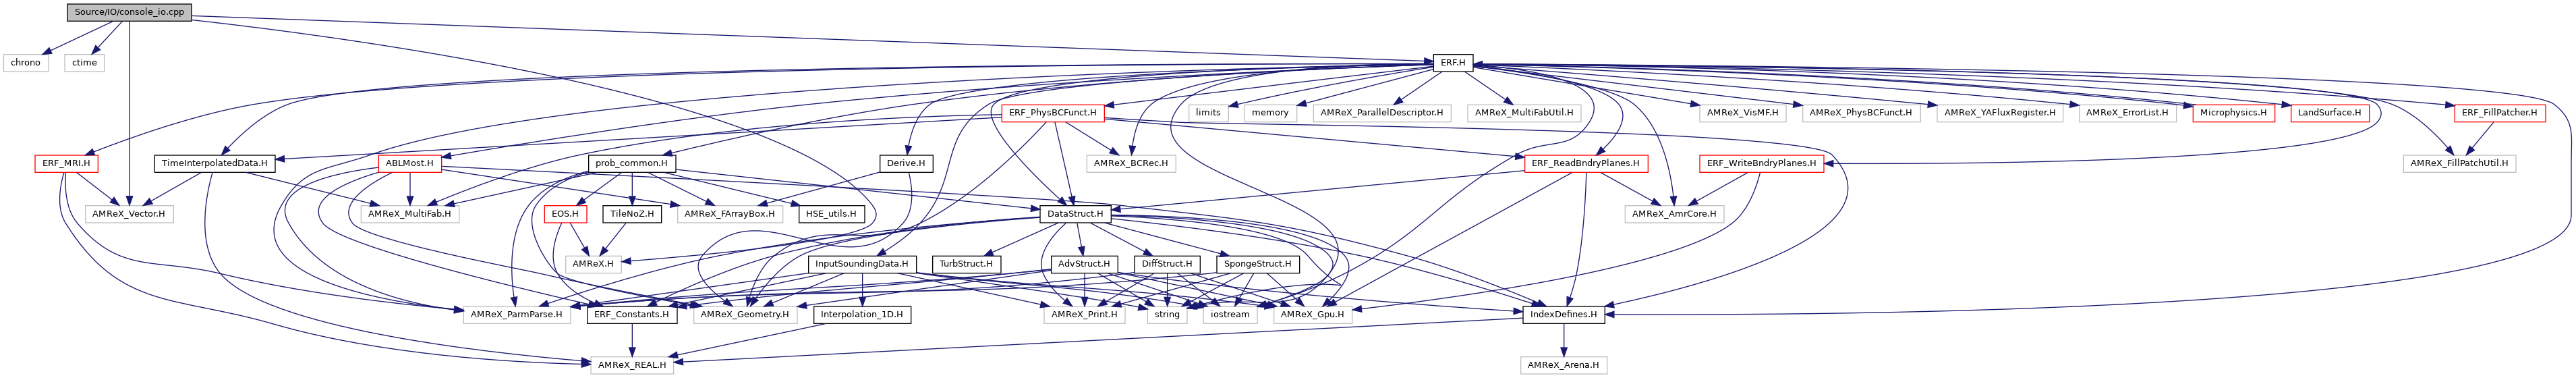 Source/IO/console_io.cpp
chrono
ctime
ERF.H
limits
memory
AMReX_ParallelDescriptor.H
AMReX_MultiFabUtil.H
AMReX_VisMF.H
AMReX_PhysBCFunct.H
AMReX_YAFluxRegister.H
AMReX_ErrorList.H
Microphysics.H
LandSurface.H
ERF_FillPatcher.H
ERF_PhysBCFunct.H
ERF_MRI.H
TimeInterpolatedData.H
ABLMost.H
prob_common.H
Derive.H
AMReX_BCRec.H
ERF_ReadBndryPlanes.H
ERF_WriteBndryPlanes.H
AMReX_FillPatchUtil.H
AMReX_Vector.H
AMReX_MultiFab.H
EOS.H
TileNoZ.H
AMReX_FArrayBox.H
HSE_utils.H
DataStruct.H
AMReX_AmrCore.H
AMReX.H
InputSoundingData.H
TurbStruct.H
AdvStruct.H
DiffStruct.H
SpongeStruct.H
AMReX_ParmParse.H
ERF_Constants.H
AMReX_Geometry.H
Interpolation_1D.H
AMReX_Print.H
string
iostream
AMReX_Gpu.H
IndexDefines.H
AMReX_REAL.H
AMReX_Arena.H